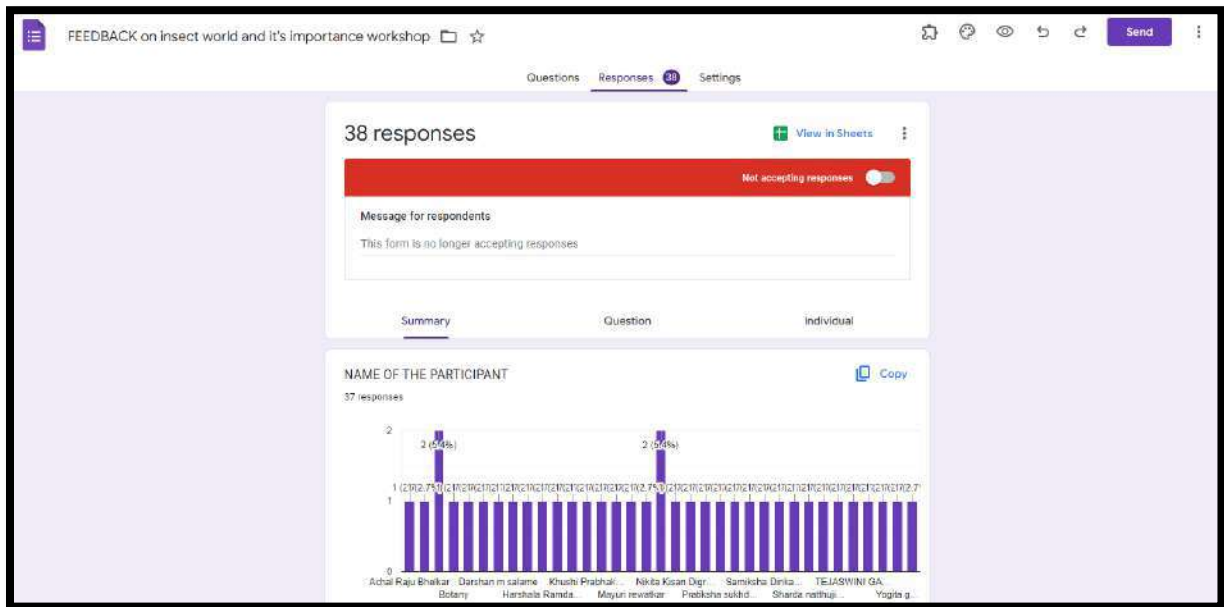 FEEDBACK on insect world and it's importance workshop
Send
Questions Responses 38 Settings
38 responses
View in Sheets
Not accepting responses
Message for respondents
This form is no longer accepting responses
Summary Question Individual
NAME OF THE PARTICIPANT
Copy
37 responses
2
2 (5.4%) 2 (5.4%)
1
0
Achal Raju Bhalkar Darshan m salame Khushi Prabhak... Nikita Kisan Digr... Samiksha Dinka... TEJASWINI GA...
Botany Harshala Ramda... Mayuri rewatkar Pratiksha sukhd... Sharda natthuji... Yogita g...